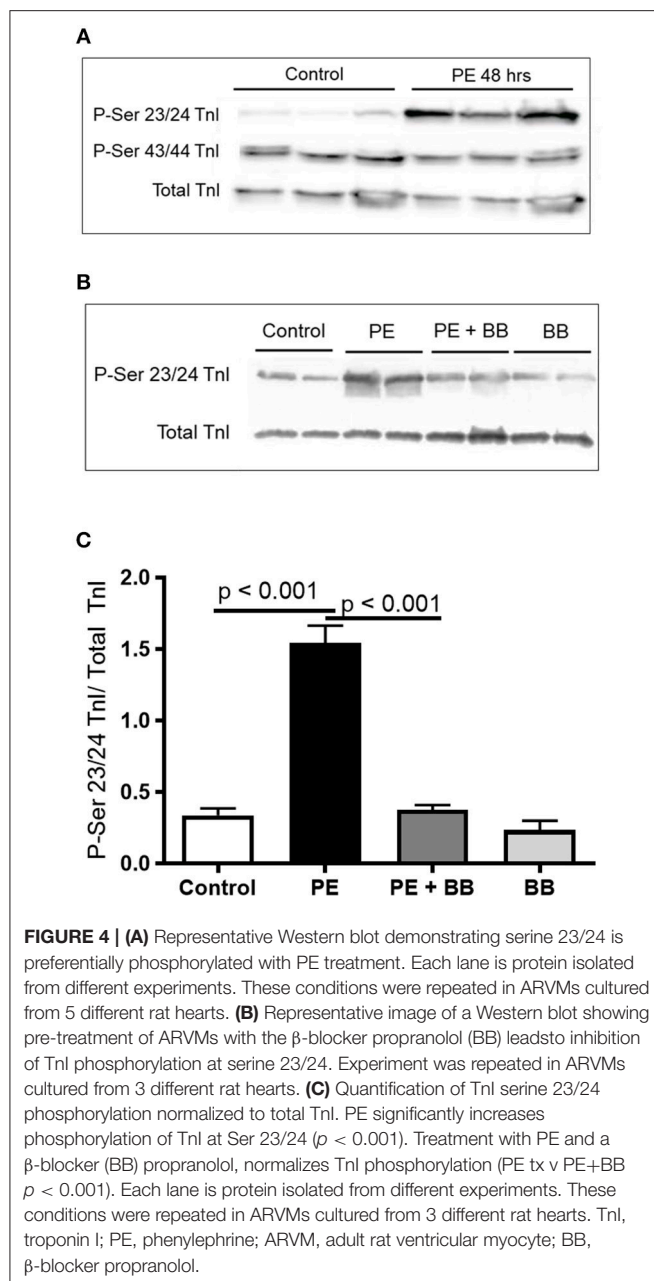 A
Control PE 48 hrs
P-Ser 23/24 TnI
P-Ser 43/44 TnI
Total TnI
B
Control PE PE + BB BB
P-Ser 23/24 TnI
Total TnI
C
P-Ser 23/24 TnI/ Total TnI
2.0
1.5
1.0
0.5
0.0
p < 0.001
p < 0.001
Control PE PE + BB BB
FIGURE 4 | (A) Representative Western blot demonstrating serine 23/24 is
preferentially phosphorylated with PE treatment. Each lane is protein isolated
from different experiments. These conditions were repeated in ARVMs cultured
from 5 different rat hearts. (B) Representative image of a Western blot showing
pre-treatment of ARVMs with the β-blocker propranolol (BB) leadsto inhibition
of TnI phosphorylation at serine 23/24. Experiment was repeated in ARVMs
cultured from 3 different rat hearts. (C) Quantification of TnI serine 23/24
phosphorylation normalized to total TnI. PE significantly increases
phosphorylation of TnI at Ser 23/24 (p < 0.001). Treatment with PE and a
β-blocker (BB) propranolol, normalizes TnI phosphorylation (PE tx v PE+BB
p < 0.001). Each lane is protein isolated from different experiments. These
conditions were repeated in ARVMs cultured from 3 different rat hearts. TnI,
troponin I; PE, phenylephrine; ARVM, adult rat ventricular myocyte; BB,
β-blocker propranolol.